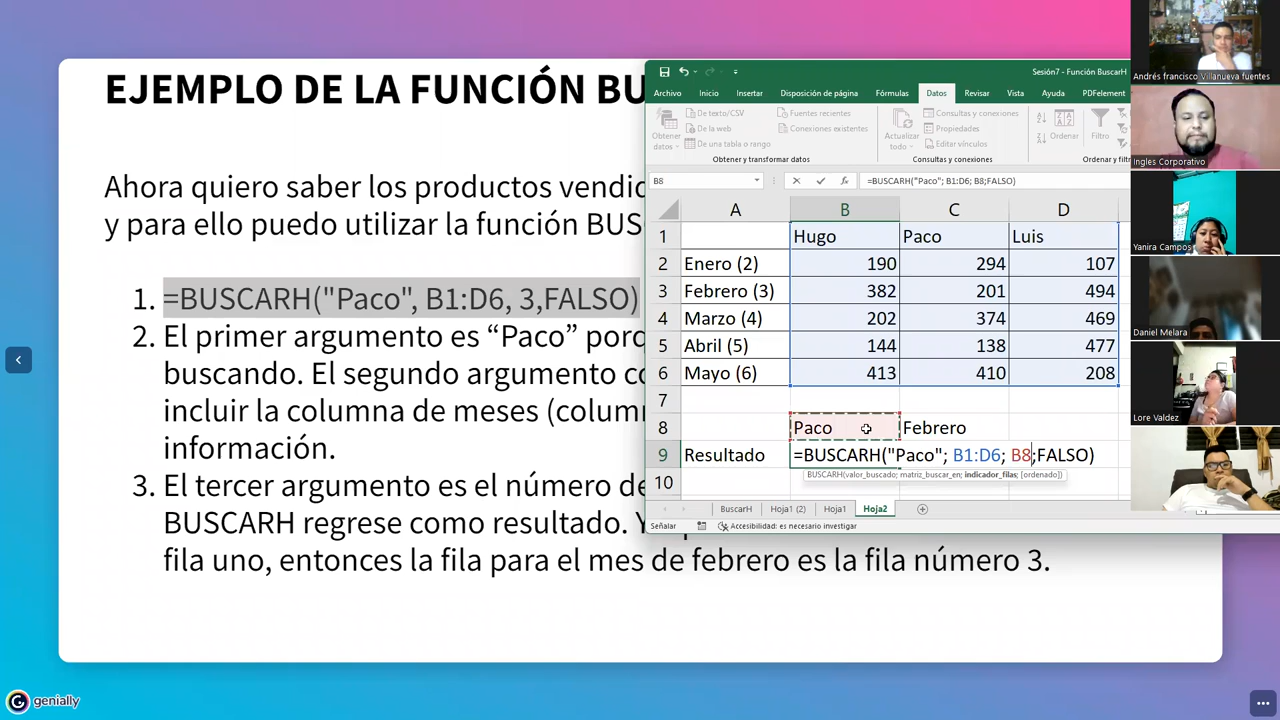 EJEMPLO DE LA FUNCIÓN BU
Ahora quiero saber los productos vendic
y para ello puedo utilizar la función BUS
1. =BUSCARH("Paco", B1:D6, 3,FALSO)
2. El primer argumento es “Paco” porq
buscando. El segundo argumento co
incluir la columna de meses (colum
información.
3. El tercer argumento es el número de
BUSCARH regrese como resultado. Y
fila uno, entonces la fila para el mes de febrero es la fila número 3.
genially
Sesión7 - Función BuscarH
Archivo Inicio Insertar Disposición de página Fórmulas Datos Revisar Vista Ayuda PDFelement
Obtener datos
De texto/CSV
De la web
De una tabla o rango
Fuentes recientes
Conexiones existentes
Obtener y transformar datos
Actualizar todo
Consultas y conexiones
Propiedades
Editar vínculos
Consultas y conexiones
Ordenar
Filtro
Ordenar y filtr
B8 fx =BUSCARH("Paco"; B1:D6; B8;FALSO)
A B C D
1 Hugo Paco Luis
2 Enero (2) 190 294 107
3 Febrero (3) 382 201 494
4 Marzo (4) 202 374 469
5 Abril (5) 144 138 477
6 Mayo (6) 413 410 208
7
8 Paco Febrero
9 Resultado =BUSCARH("Paco"; B1:D6; B8;FALSO)
BUSCARH(valor_buscado; matriz_buscar_en; indicador_filas; [ordenado])
10
BuscarH Hoja1 (2) Hoja1 Hoja2
Señalar Accesibilidad: es necesario investigar
Andrés francisco Villanueva fuentes
Ingles Corporativo
Yanira Campos
Daniel Melara
Lore Valdez